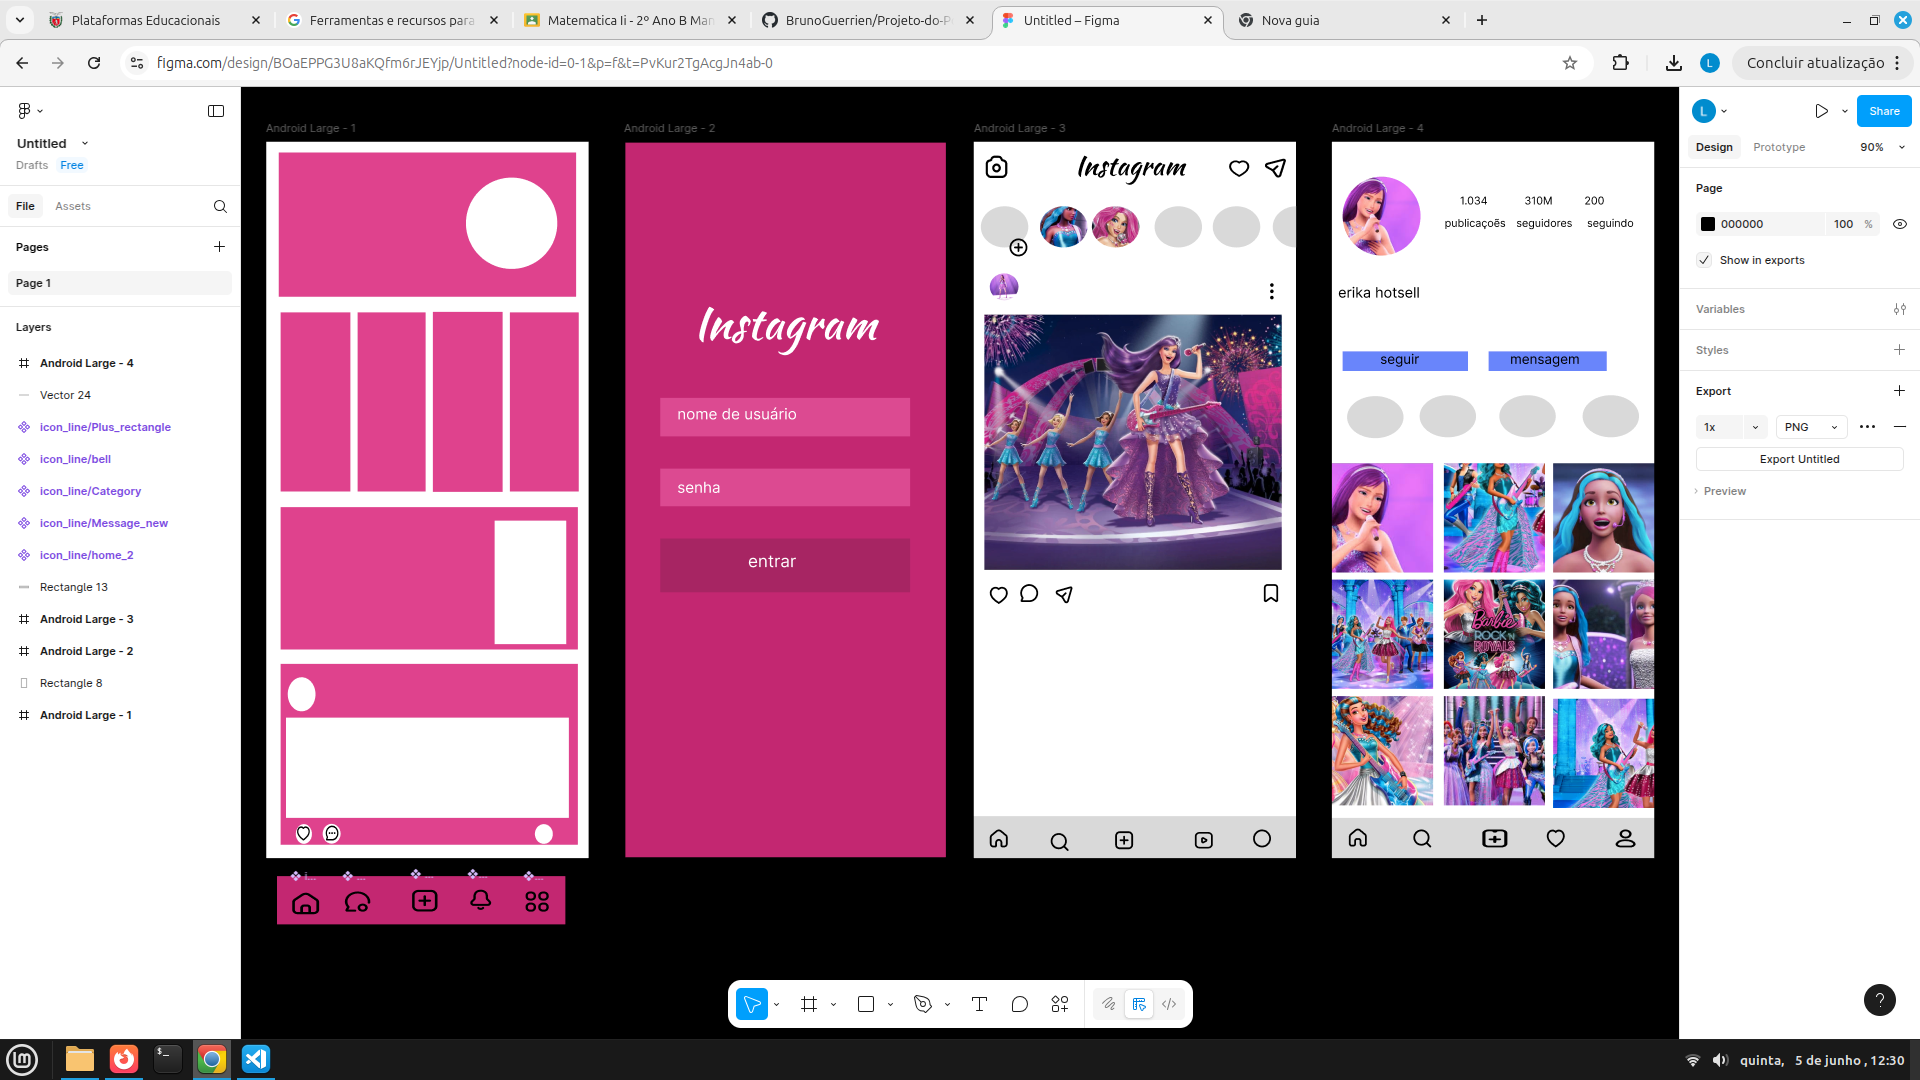 Plataformas Educacionais
Ferramentas e recursos para
Matematica Ii - 2º Ano B Man
BrunoGuerrien/Projeto-do-P
Untitled – Figma
Nova guia
figma.com/design/BOaEPPG3U8aKQfm6rJEYjp/Untitled?node-id=0-1&p=f&t=PvKur2TgAcgJn4ab-0
L
Concluir atualização
Untitled
Drafts
Free
File
Assets
Pages
Page 1
Layers
Android Large - 4
Vector 24
icon_line/Plus_rectangle
icon_line/bell
icon_line/Category
icon_line/Message_new
icon_line/home_2
Rectangle 13
Android Large - 3
Android Large - 2
Rectangle 8
Android Large - 1
Android Large - 1
i...
...
...
...
...
Android Large - 2
Instagram
nome de usuário
senha
entrar
Android Large - 3
Instagram
Android Large - 4
1.034 310M 200
publicações seguidores seguindo
erika hotsell
seguir
mensagem
Barbie
ROCK 'N
ROYALS
L
Share
Design
Prototype
90%
Page
000000
100 %
Show in exports
Variables
Styles
Export
1x
PNG
Export Untitled
Preview
?
quinta, 5 de junho, 12:30